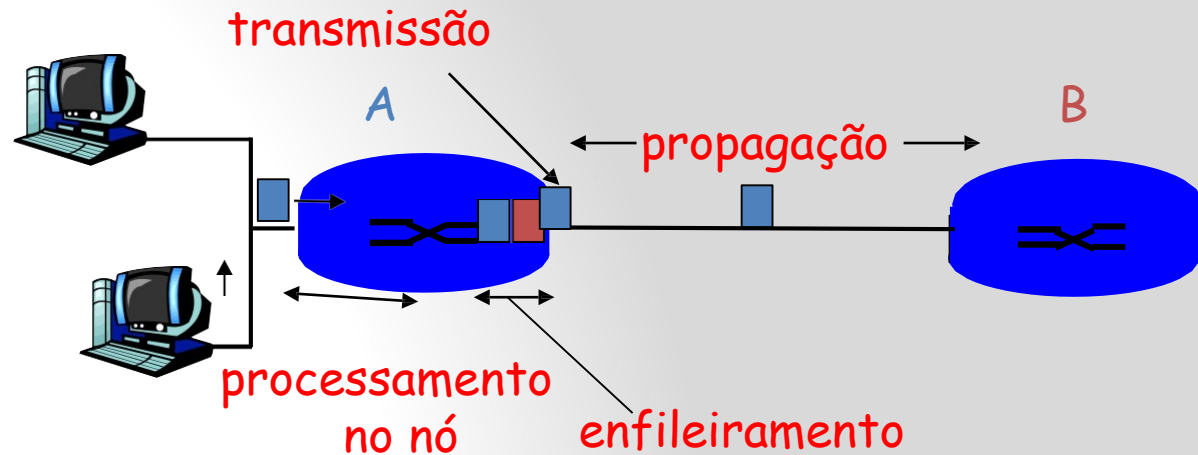 transmissão
A
B
propagação
processamento
no nó
enfileiramento